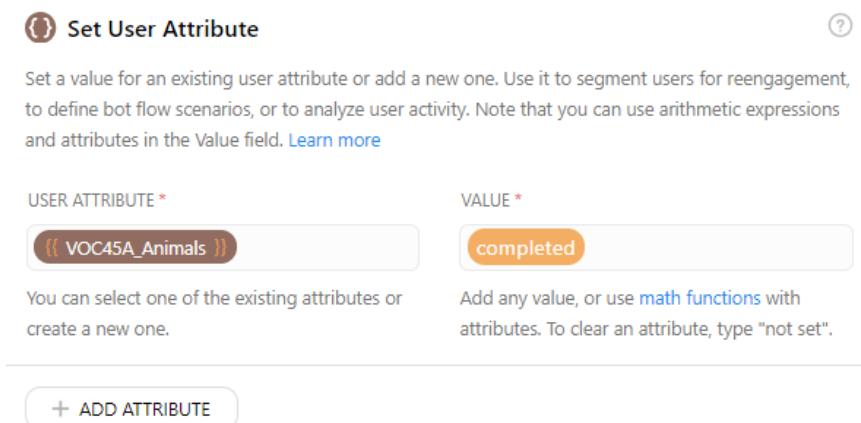 {} Set User Attribute ?
Set a value for an existing user attribute or add a new one. Use it to segment users for reengagement,
to define bot flow scenarios, or to analyze user activity. Note that you can use arithmetic expressions
and attributes in the Value field. Learn more
USER ATTRIBUTE * VALUE *
{{ VOC45A_Animals }} completed
You can select one of the existing attributes or
create a new one.
Add any value, or use math functions with
attributes. To clear an attribute, type "not set".
+ ADD ATTRIBUTE